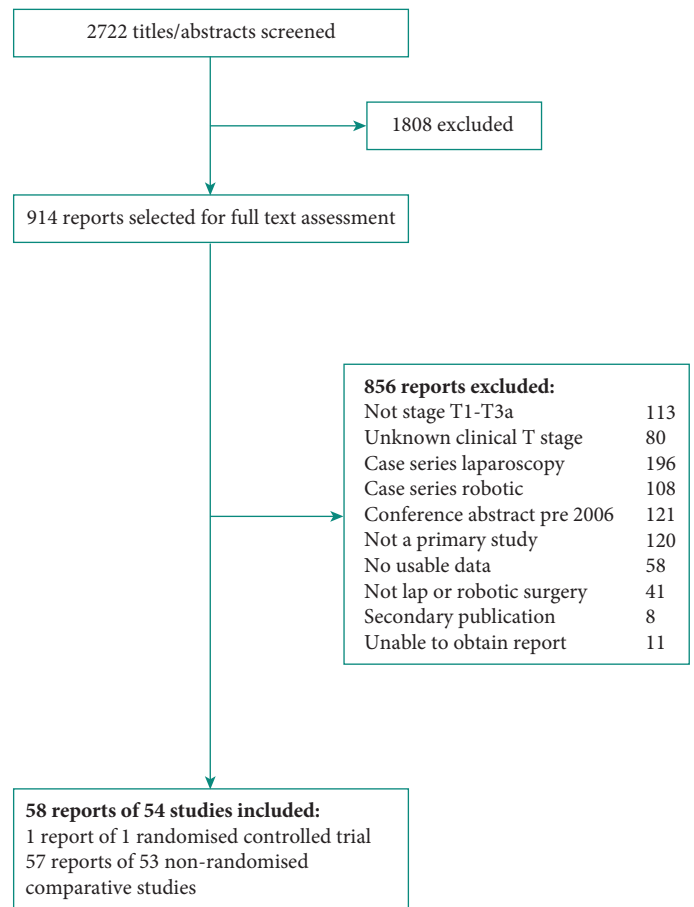 2722 titles/abstracts screened
1808 excluded
914 reports selected for full text assessment
856 reports excluded:
Not stage T1-T3a 113
Unknown clinical T stage 80
Case series laparoscopy 196
Case series robotic 108
Conference abstract pre 2006 121
Not a primary study 120
No usable data 58
Not lap or robotic surgery 41
Secondary publication 8
Unable to obtain report 11
58 reports of 54 studies included:
1 report of 1 randomised controlled trial
57 reports of 53 non-randomised
comparative studies